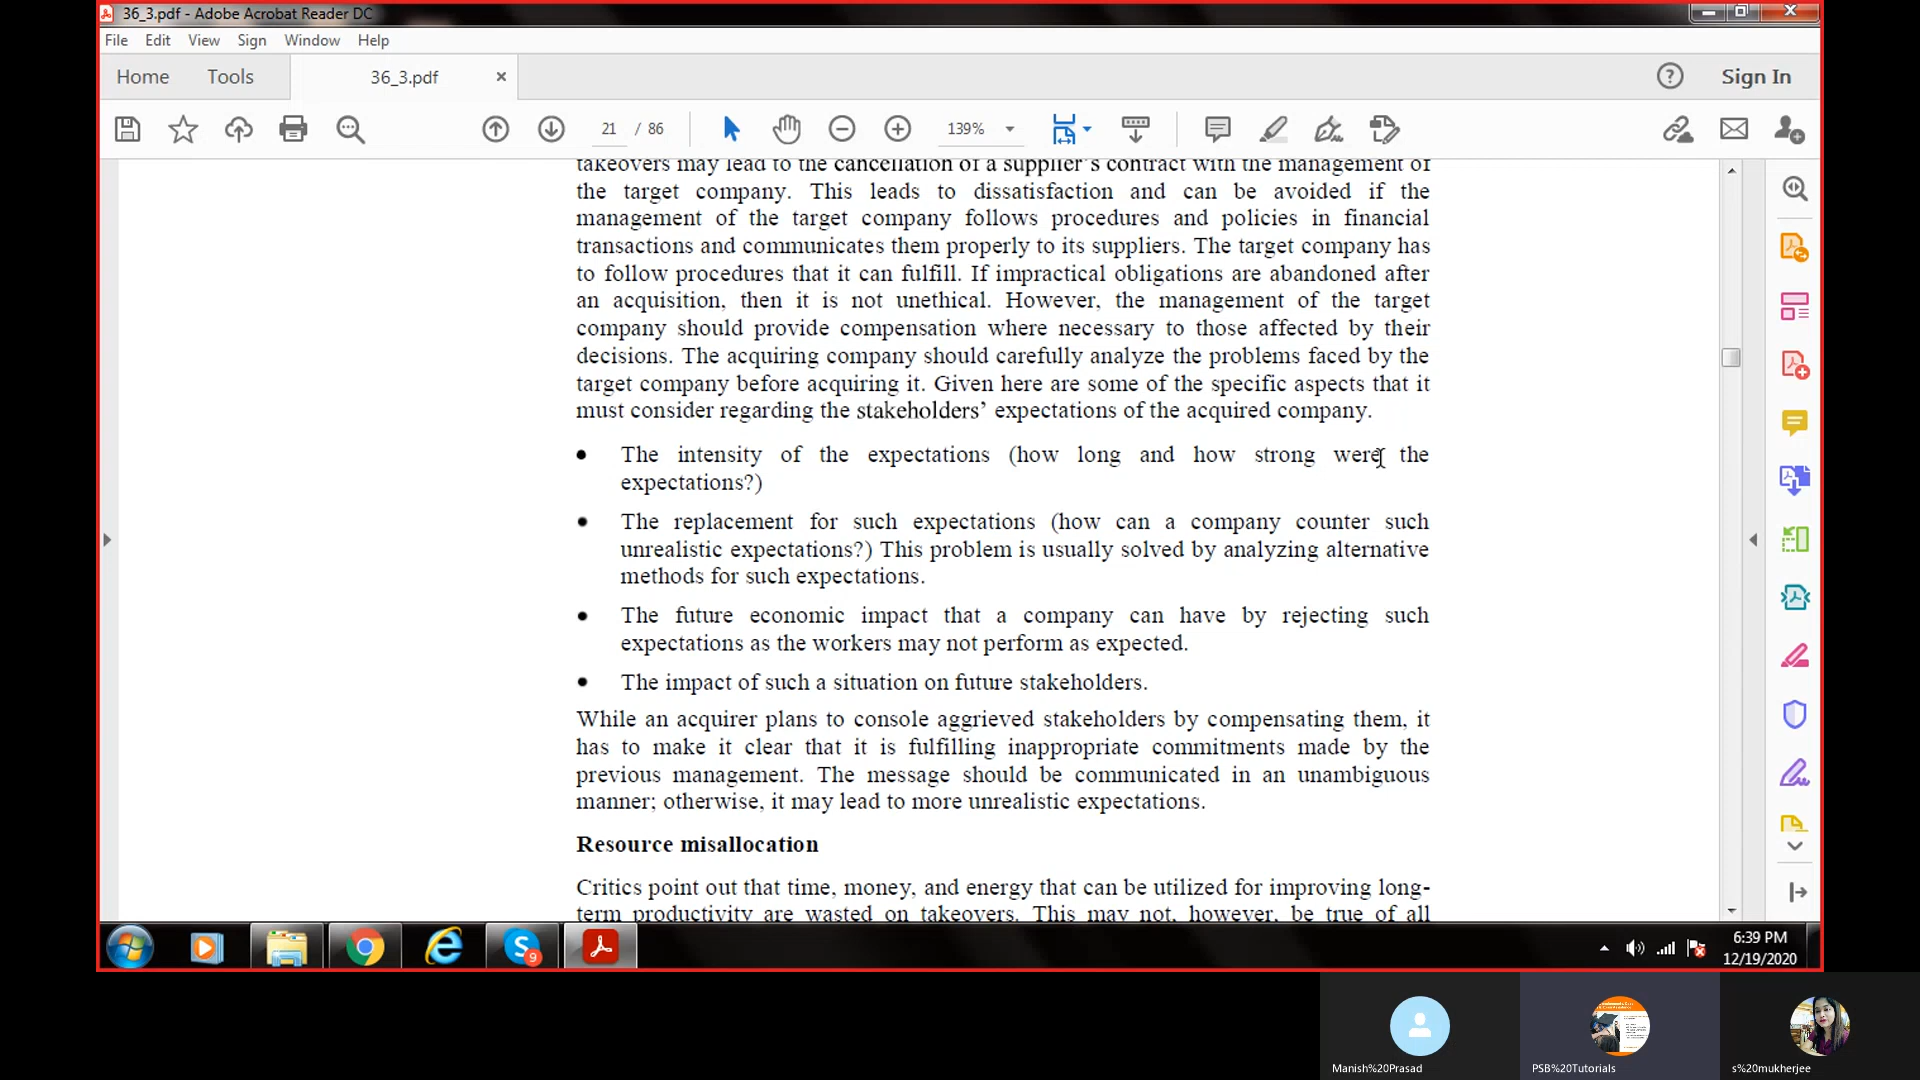 36_3.pdf - Adobe Acrobat Reader DC
File Edit View Sign Window Help
Home Tools 36_3.pdf × Sign In
21 / 86 139%
takeovers may lead to the cancellation of a supplier's contract with the management of
the target company. This leads to dissatisfaction and can be avoided if the
management of the target company follows procedures and policies in financial
transactions and communicates them properly to its suppliers. The target company has
to follow procedures that it can fulfill. If impractical obligations are abandoned after
an acquisition, then it is not unethical. However, the management of the target
company should provide compensation where necessary to those affected by their
decisions. The acquiring company should carefully analyze the problems faced by the
target company before acquiring it. Given here are some of the specific aspects that it
must consider regarding the stakeholders’ expectations of the acquired company.
● The intensity of the expectations (how long and how strong were the
expectations?)
● The replacement for such expectations (how can a company counter such
unrealistic expectations?) This problem is usually solved by analyzing alternative
methods for such expectations.
● The future economic impact that a company can have by rejecting such
expectations as the workers may not perform as expected.
● The impact of such a situation on future stakeholders.
While an acquirer plans to console aggrieved stakeholders by compensating them, it
has to make it clear that it is fulfilling inappropriate commitments made by the
previous management. The message should be communicated in an unambiguous
manner; otherwise, it may lead to more unrealistic expectations.
Resource misallocation
Critics point out that time, money, and energy that can be utilized for improving long-
term productivity are wasted on takeovers. This may not, however, be true of all
9
6:39 PM
12/19/2020
Manish%20Prasad PSB%20Tutorials s%20mukherjee